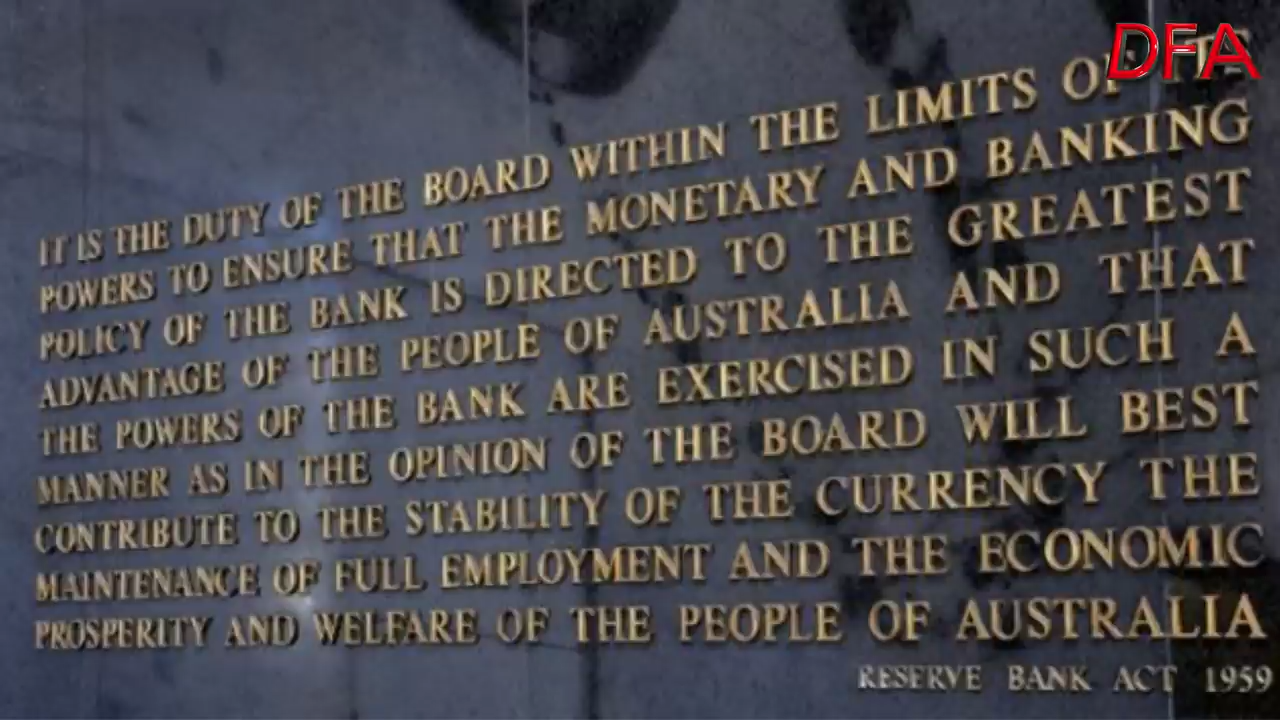 DFA
IT IS THE DUTY OF THE BOARD WITHIN THE LIMITS OF ITS
POWERS TO ENSURE THAT THE MONETARY AND BANKING
POLICY OF THE BANK IS DIRECTED TO THE GREATEST
ADVANTAGE OF THE PEOPLE OF AUSTRALIA AND THAT
THE POWERS OF THE BANK ARE EXERCISED IN SUCH A
MANNER AS IN THE OPINION OF THE BOARD WILL BEST
CONTRIBUTE TO THE STABILITY OF THE CURRENCY THE
MAINTENANCE OF FULL EMPLOYMENT AND THE ECONOMIC
PROSPERITY AND WELFARE OF THE PEOPLE OF AUSTRALIA
RESERVE BANK ACT 1959